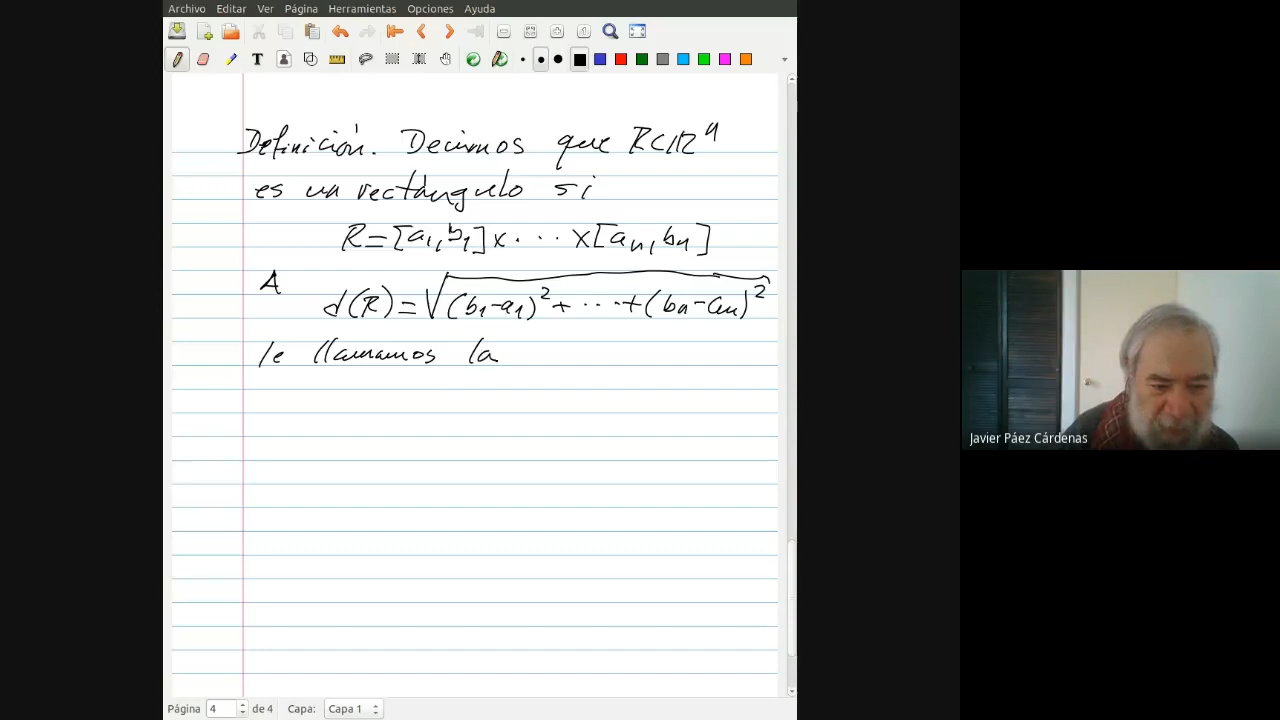 Archivo Editar Ver Página Herramientas Opciones Ayuda
Definición. Decimos que R⊂ℝⁿ
es un rectángulo si
R=[a₁,b₁]×···×[aₙ,bₙ]
A
d(R)=√(b₁-a₁)²+···+(bₙ-aₙ)²
le llamamos la
Javier Páez Cárdenas
Página 4 de 4 Capa: Capa 1